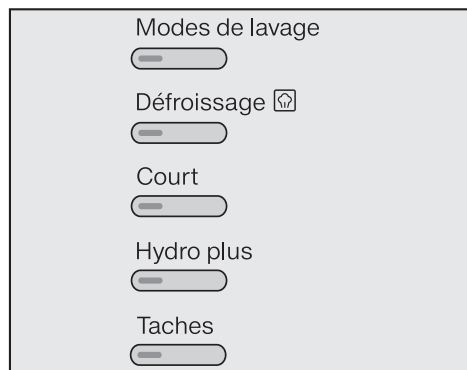 Modes de lavage
Défroissage
Court
Hydro plus
Taches